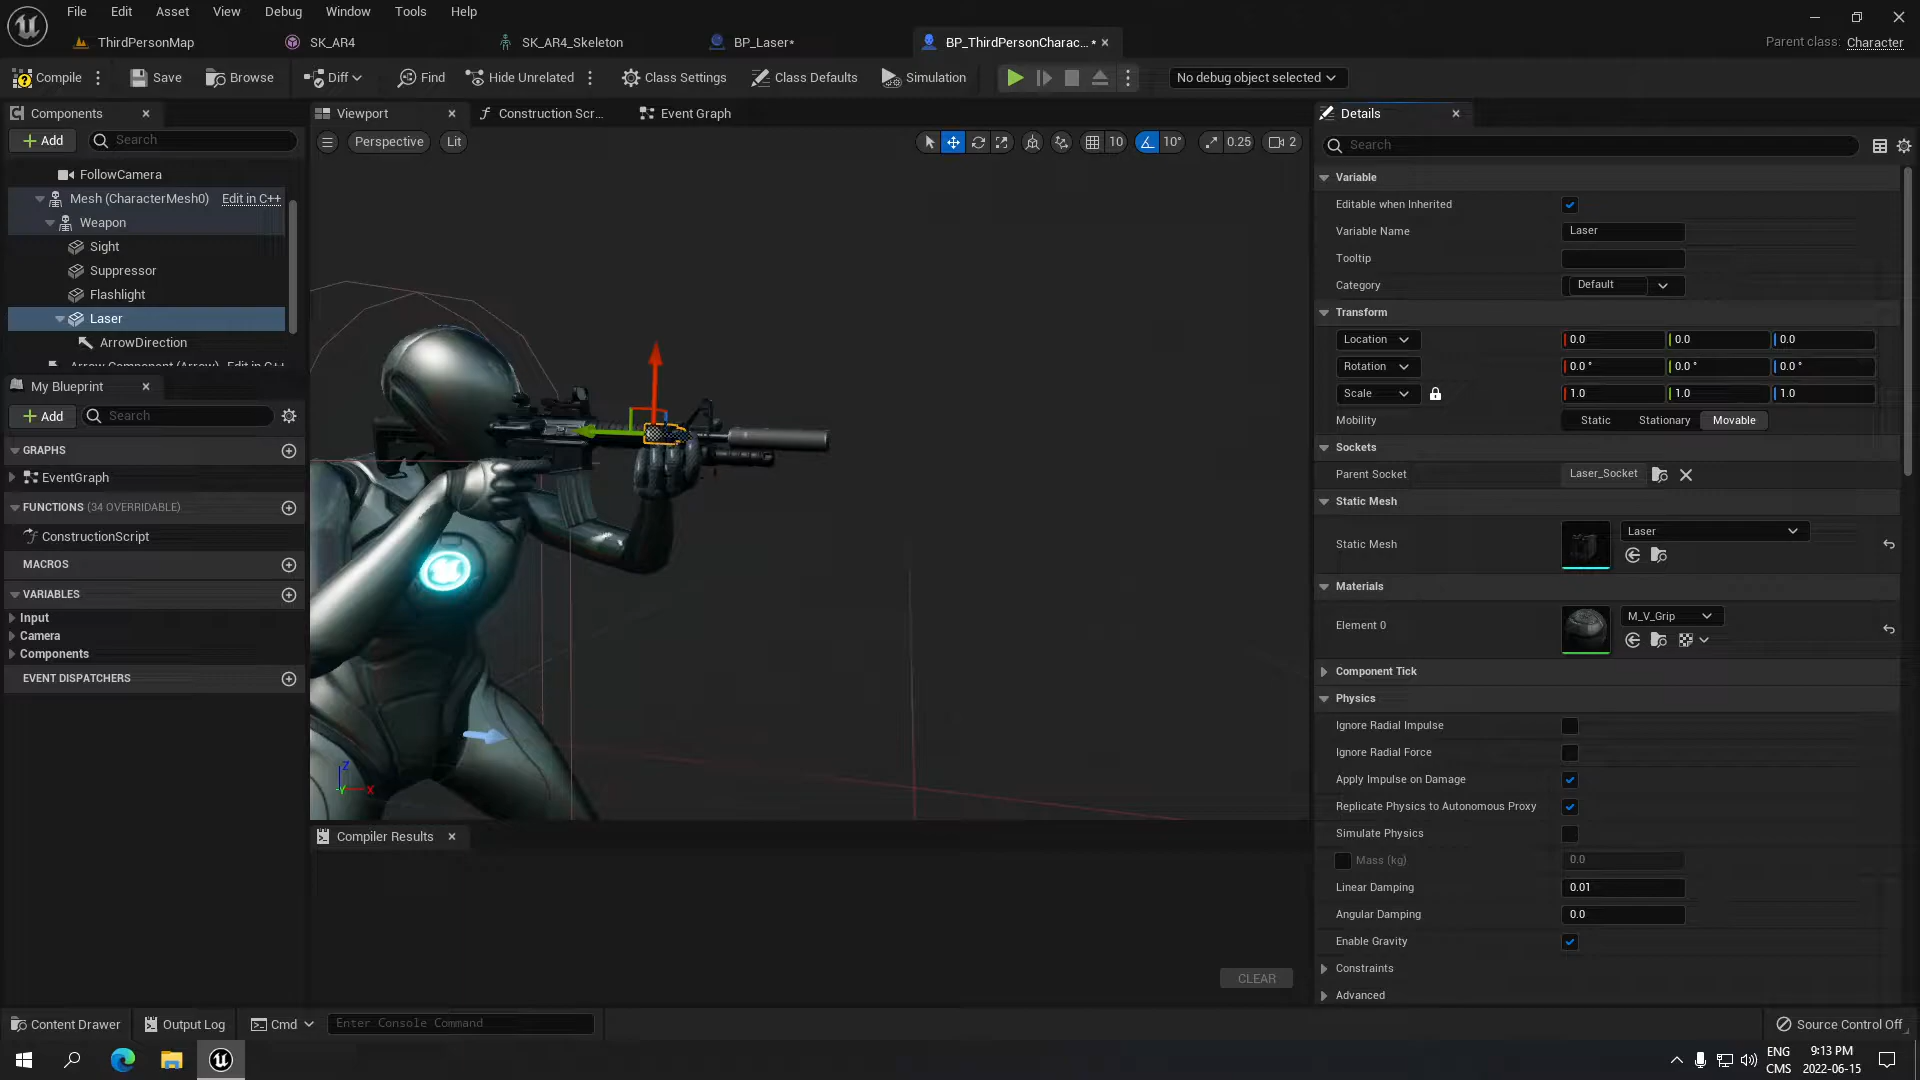 File Edit Asset View Debug Window Tools Help
ThirdPersonMap SK_AR4 SK_AR4_Skeleton BP_Laser* BP_ThirdPersonCharac... *
Parent class: Character
Compile Save Browse Diff Find Hide Unrelated Class Settings Class Defaults Simulation No debug object selected
Components
Add Search
FollowCamera
Mesh (CharacterMesh0) Edit in C++
Weapon
Sight
Suppressor
Flashlight
Laser
ArrowDirection
Arrow Component (Arrow) Edit in C++
My Blueprint
Add Search
GRAPHS
EventGraph
FUNCTIONS (34 OVERRIDABLE)
ConstructionScript
MACROS
VARIABLES
Input
Camera
Components
EVENT DISPATCHERS
Viewport Construction Scr... Event Graph
Perspective Lit 10 10° 0.25 2
Z
Y X
Compiler Results
CLEAR
Details
Search
Variable
Editable when Inherited
Variable Name Laser
Tooltip
Category Default
Transform
Location 0.0 0.0 0.0
Rotation 0.0 ° 0.0 ° 0.0 °
Scale 1.0 1.0 1.0
Mobility Static Stationary Movable
Sockets
Parent Socket Laser_Socket
Static Mesh
Static Mesh Laser
Materials
Element 0 M_V_Grip
Component Tick
Physics
Ignore Radial Impulse
Ignore Radial Force
Apply Impulse on Damage
Replicate Physics to Autonomous Proxy
Simulate Physics
Mass (kg) 0.0
Linear Damping 0.01
Angular Damping 0.0
Enable Gravity
Constraints
Advanced
Content Drawer Output Log Cmd Enter Console Command Source Control Off
ENG 9:13 PM
CMS 2022-06-15